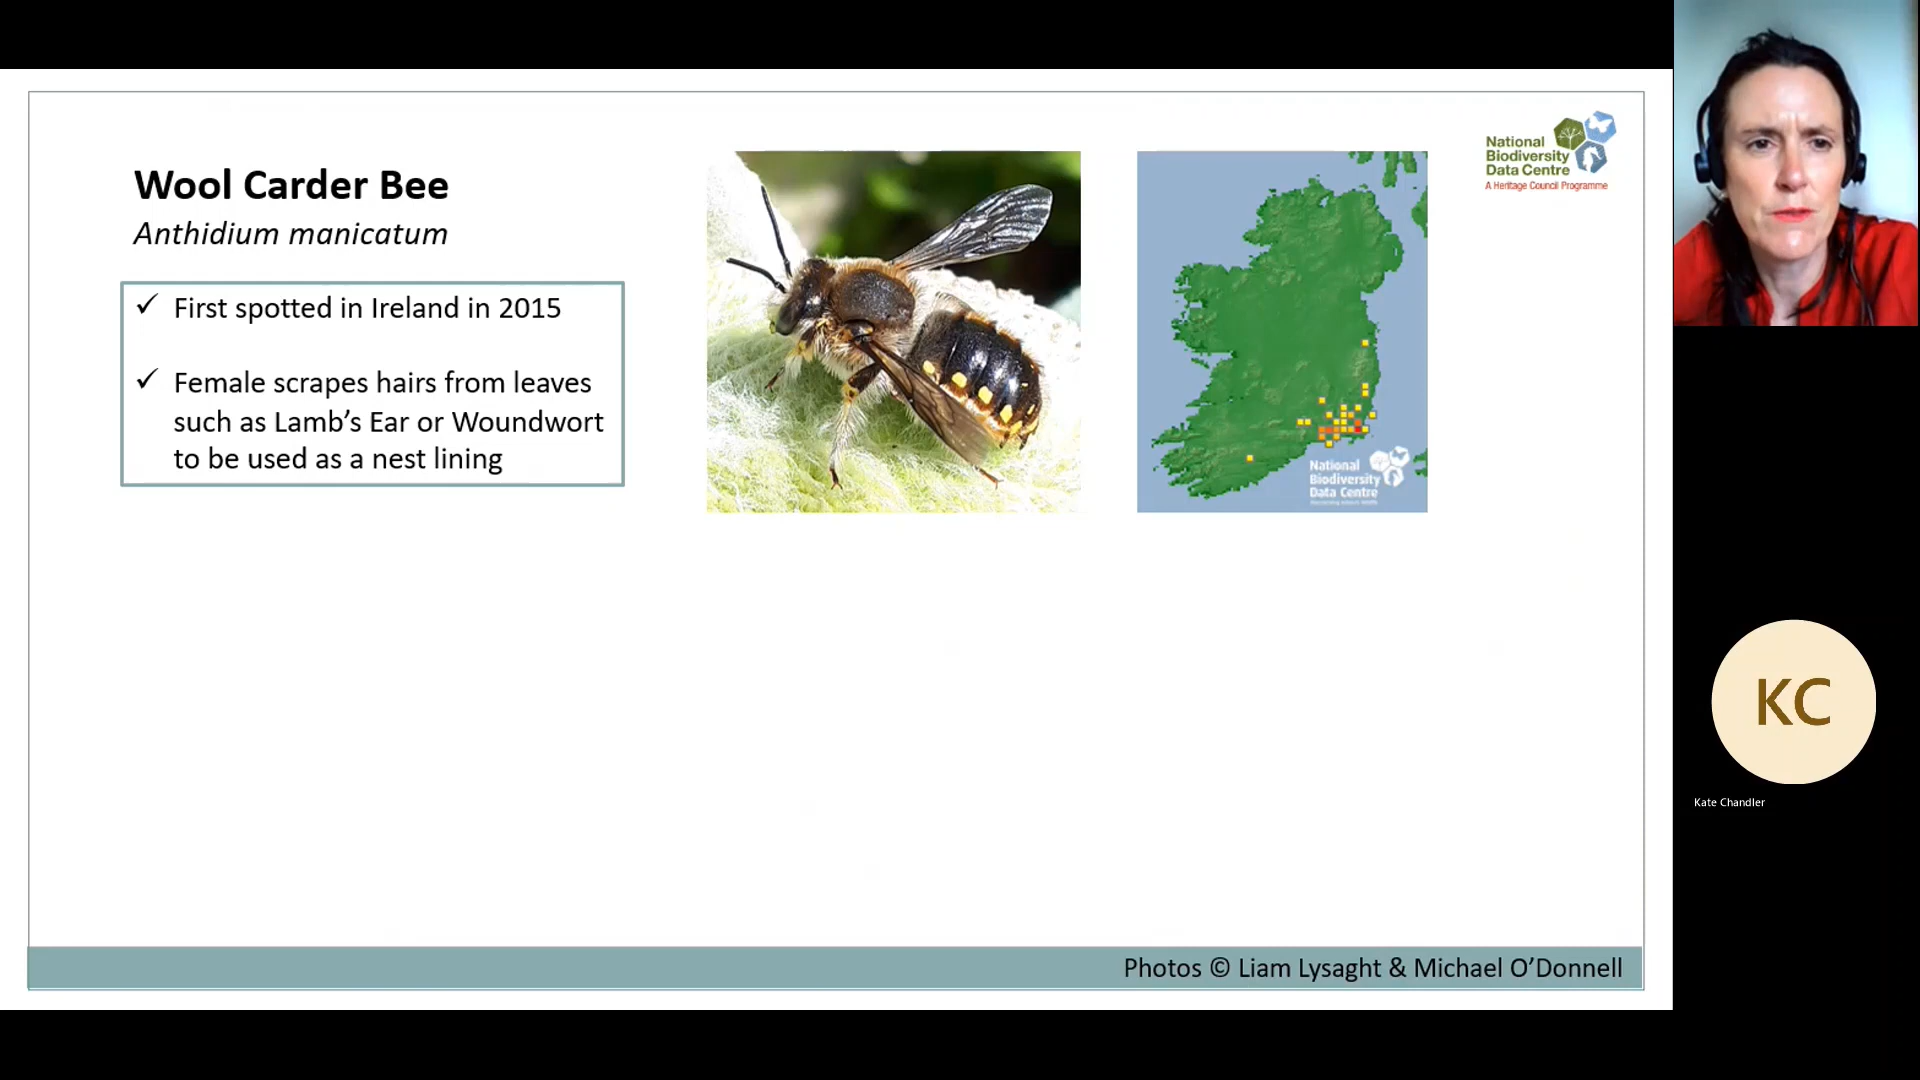 Wool Carder Bee
Anthidium manicatum
✓ First spotted in Ireland in 2015
✓ Female scrapes hairs from leaves
such as Lamb’s Ear or Woundwort
to be used as a nest lining
National
Biodiversity
Data Centre
A Heritage Council Programme
National
Biodiversity
Data Centre
KC
Kate Chandler
Photos © Liam Lysaght & Michael O’Donnell